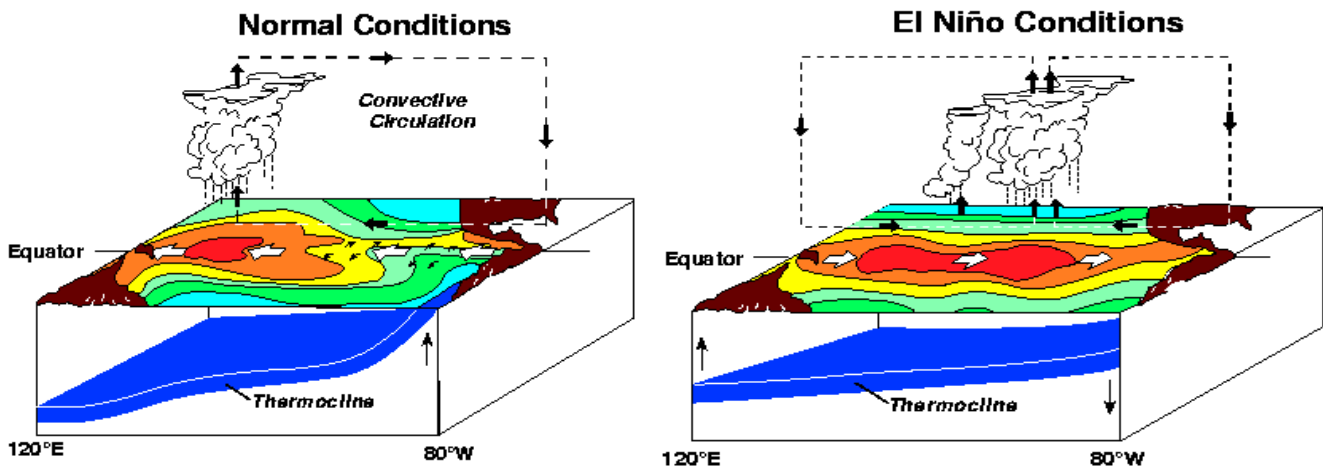 Normal Conditions
Convective
Circulation
Equator
Thermocline
120°E
80°W
El Niño Conditions
Equator
Thermocline
120°E
80°W